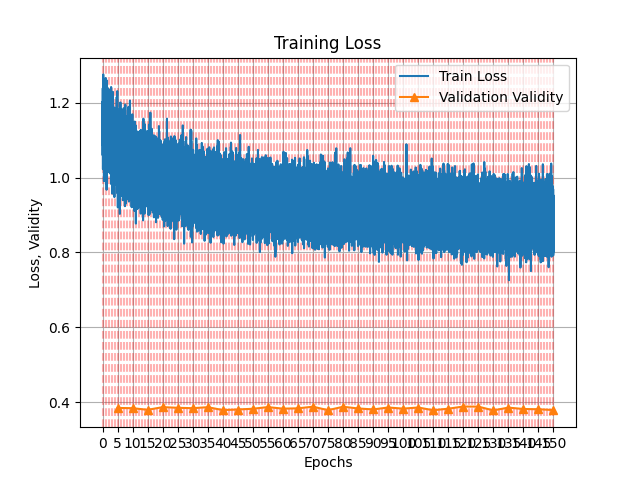 Training Loss
Train Loss
Validation Validity
1.2
1.0
0.8
0.6
0.4
Loss, Validity
0 5 10 15 20 25 30 35 40 45 50 55 60 65 70 75 80 85 90 95 100 105 110 115 120 125 130 135 140 145 150
Epochs